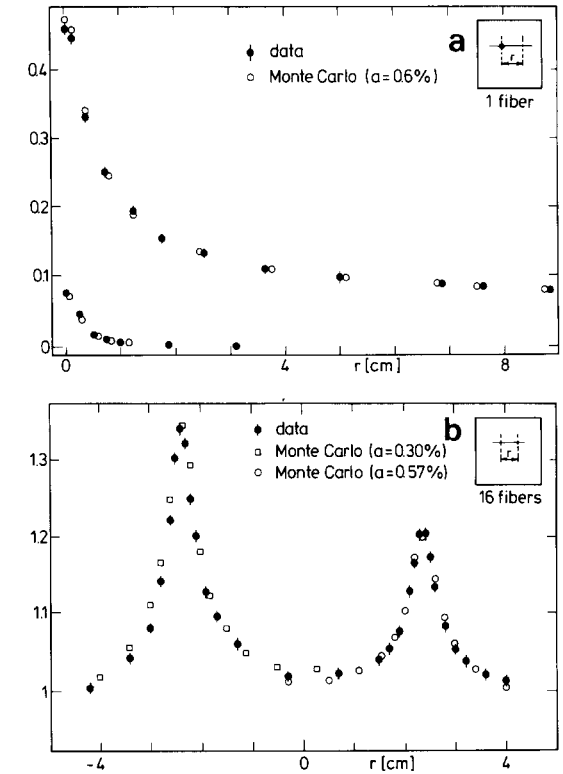 0.4
0.3
0.2
0.1
0
data
Monte Carlo (a=0.6%)
a
r
1 fiber
0
4
r [cm]
8
data
Monte Carlo (a=0.30%)
Monte Carlo (a=0.57%)
b
r
16 fibers
1.3
1.2
1.1
1
-4
0
r [cm]
4